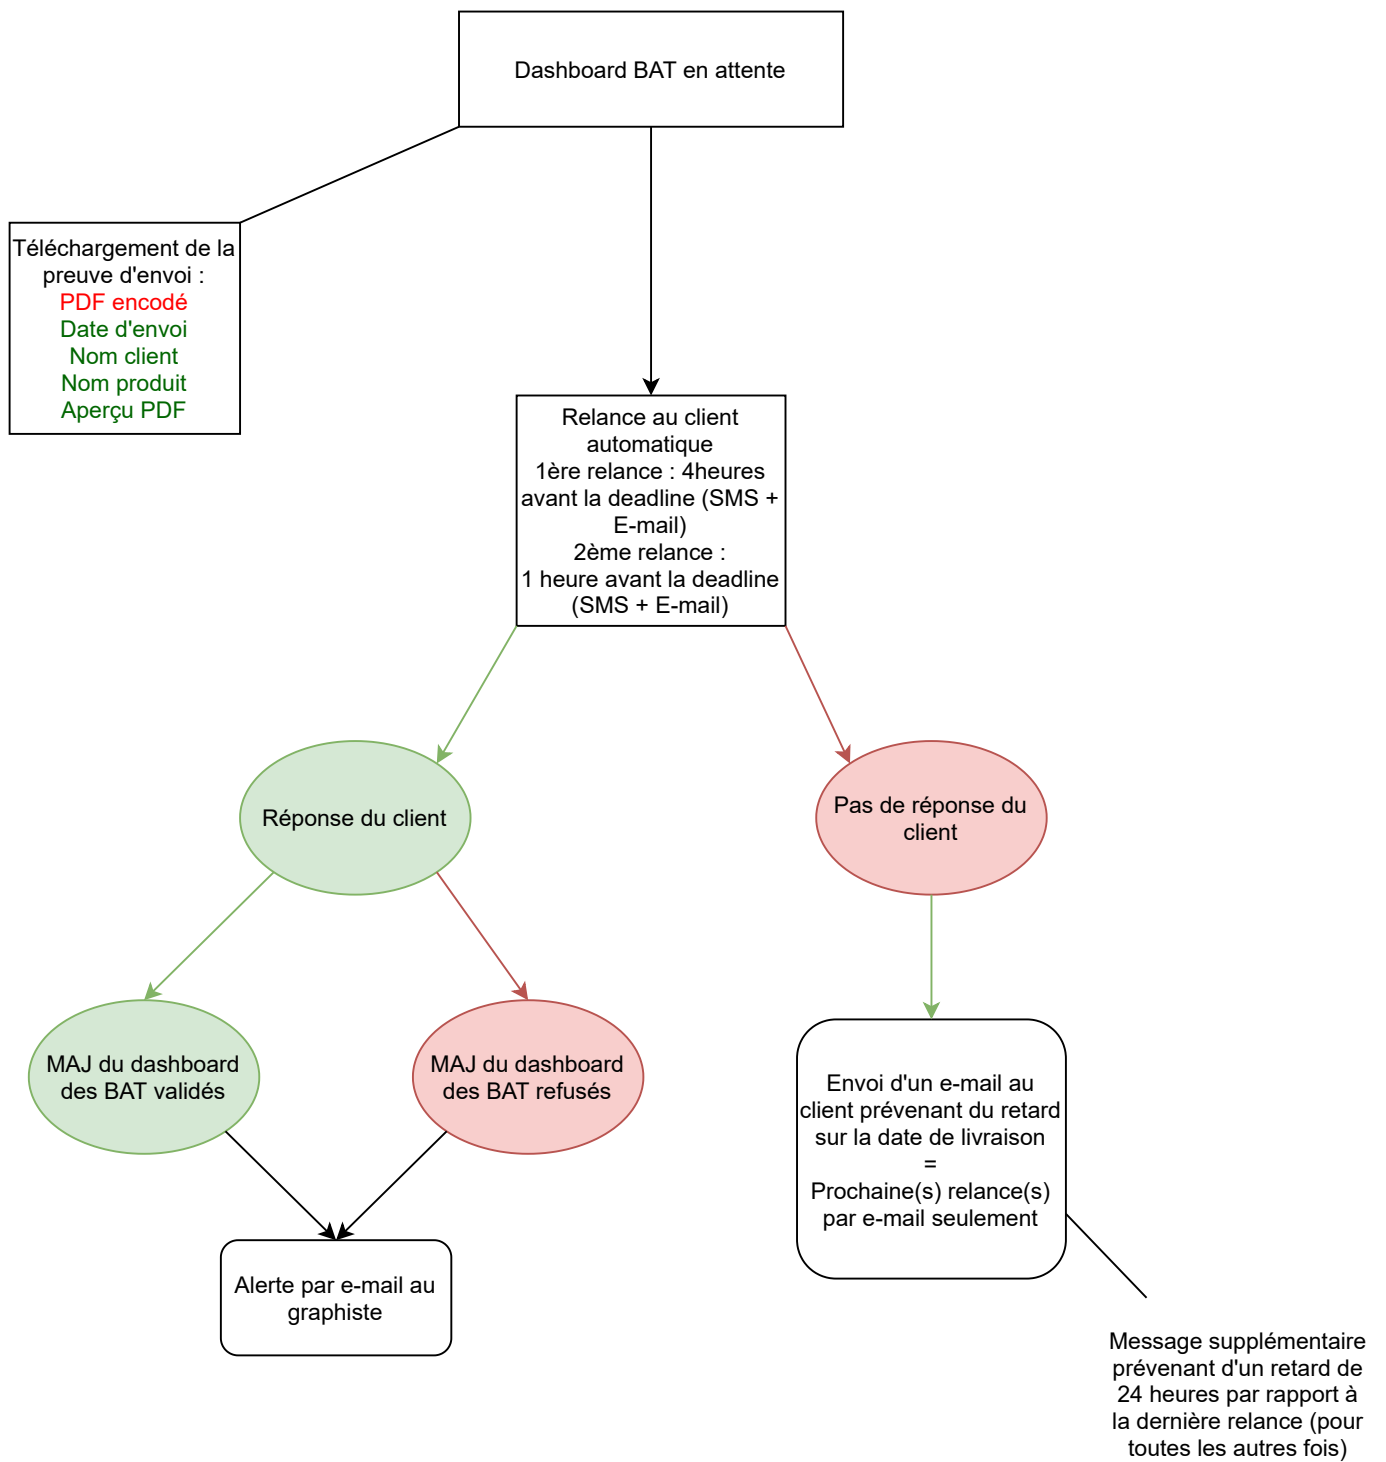 Dashboard BAT en attente
Téléchargement de la
preuve d'envoi :
PDF encodé
Date d'envoi
Nom client
Nom produit
Aperçu PDF
Relance au client
automatique
1ère relance : 4heures
avant la deadline (SMS +
E-mail)
2ème relance :
1 heure avant la deadline
(SMS + E-mail)
Réponse du client
Pas de réponse du
client
MAJ du dashboard
des BAT validés
MAJ du dashboard
des BAT refusés
Envoi d'un e-mail au
client prévenant du retard
sur la date de livraison
=
Prochaine(s) relance(s)
par e-mail seulement
Alerte par e-mail au
graphiste
Message supplémentaire
prévenant d'un retard de
24 heures par rapport à
la dernière relance (pour
toutes les autres fois)